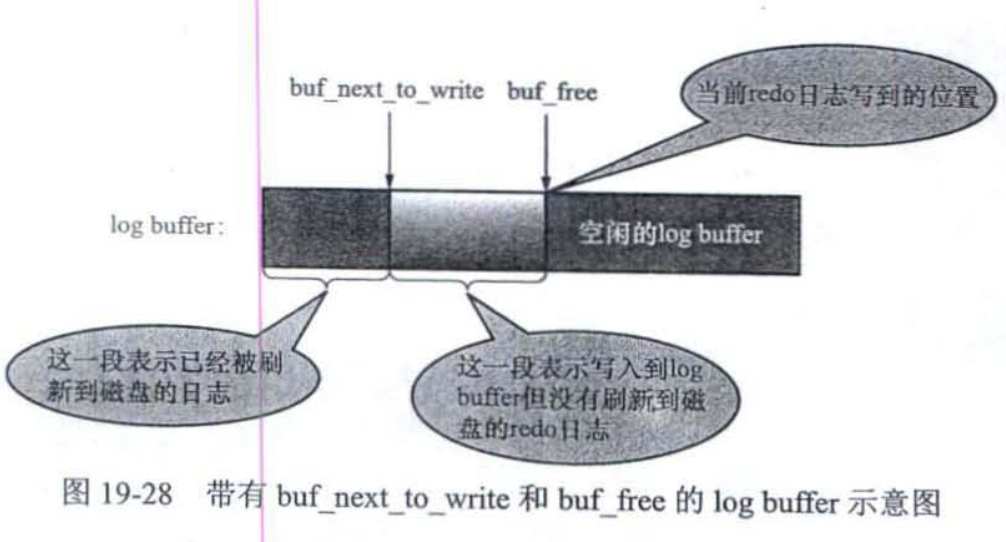 buf_next_to_write buf_free
当前redo日志写到的位置
log buffer:
空闲的log buffer
这一段表示已经被刷
新到磁盘的日志
这一段表示写入到log
buffer但没有刷新到磁
盘的redo日志
图 19-28 带有 buf_next_to_write 和 buf_free 的 log buffer 示意图